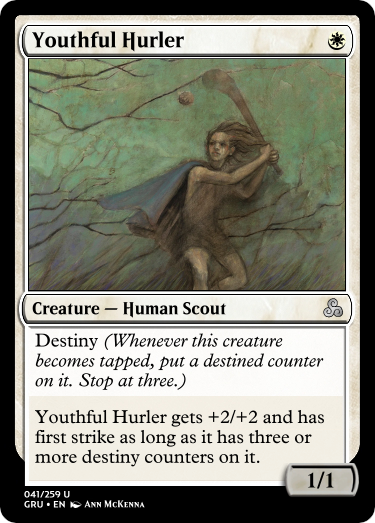 Youthful Hurler
Creature — Human Scout
Destiny (Whenever this creature
becomes tapped, put a destined counter
on it. Stop at three.)
Youthful Hurler gets +2/+2 and has
first strike as long as it has three or
more destiny counters on it.
1/1
041/259 U
GRU • EN Ann McKenna